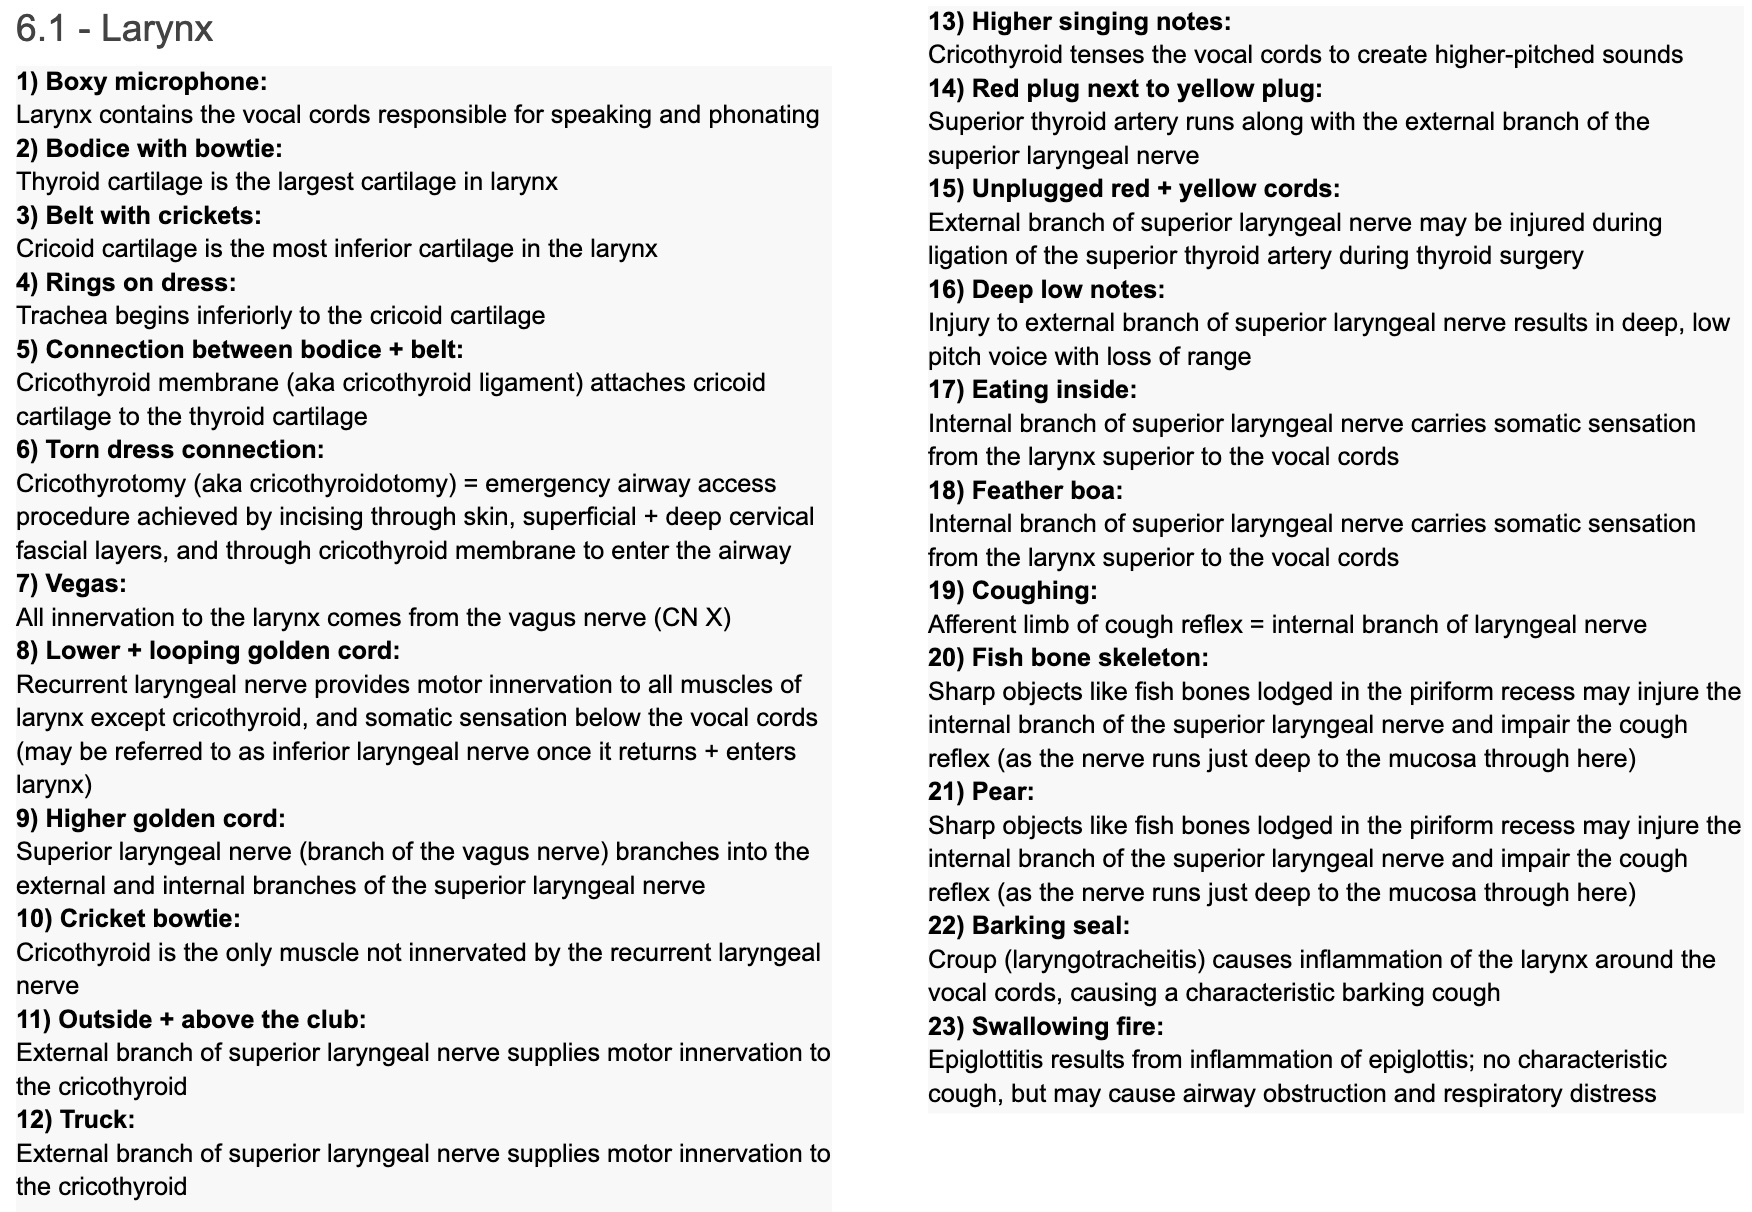 6.1 - Larynx
1) Boxy microphone:
Larynx contains the vocal cords responsible for speaking and phonating
2) Bodice with bowtie:
Thyroid cartilage is the largest cartilage in larynx
3) Belt with crickets:
Cricoid cartilage is the most inferior cartilage in the larynx
4) Rings on dress:
Trachea begins inferiorly to the cricoid cartilage
5) Connection between bodice + belt:
Cricothyroid membrane (aka cricothyroid ligament) attaches cricoid
cartilage to the thyroid cartilage
6) Torn dress connection:
Cricothyrotomy (aka cricothyroidotomy) = emergency airway access
procedure achieved by incising through skin, superficial + deep cervical
fascial layers, and through cricothyroid membrane to enter the airway
7) Vegas:
All innervation to the larynx comes from the vagus nerve (CN X)
8) Lower + looping golden cord:
Recurrent laryngeal nerve provides motor innervation to all muscles of
larynx except cricothyroid, and somatic sensation below the vocal cords
(may be referred to as inferior laryngeal nerve once it returns + enters
larynx)
9) Higher golden cord:
Superior laryngeal nerve (branch of the vagus nerve) branches into the
external and internal branches of the superior laryngeal nerve
10) Cricket bowtie:
Cricothyroid is the only muscle not innervated by the recurrent laryngeal
nerve
11) Outside + above the club:
External branch of superior laryngeal nerve supplies motor innervation to
the cricothyroid
12) Truck:
External branch of superior laryngeal nerve supplies motor innervation to
the cricothyroid
13) Higher singing notes:
Cricothyroid tenses the vocal cords to create higher-pitched sounds
14) Red plug next to yellow plug:
Superior thyroid artery runs along with the external branch of the
superior laryngeal nerve
15) Unplugged red + yellow cords:
External branch of superior laryngeal nerve may be injured during
ligation of the superior thyroid artery during thyroid surgery
16) Deep low notes:
Injury to external branch of superior laryngeal nerve results in deep, low
pitch voice with loss of range
17) Eating inside:
Internal branch of superior laryngeal nerve carries somatic sensation
from the larynx superior to the vocal cords
18) Feather boa:
Internal branch of superior laryngeal nerve carries somatic sensation
from the larynx superior to the vocal cords
19) Coughing:
Afferent limb of cough reflex = internal branch of laryngeal nerve
20) Fish bone skeleton:
Sharp objects like fish bones lodged in the piriform recess may injure the
internal branch of the superior laryngeal nerve and impair the cough
reflex (as the nerve runs just deep to the mucosa through here)
21) Pear:
Sharp objects like fish bones lodged in the piriform recess may injure the
internal branch of the superior laryngeal nerve and impair the cough
reflex (as the nerve runs just deep to the mucosa through here)
22) Barking seal:
Croup (laryngotracheitis) causes inflammation of the larynx around the
vocal cords, causing a characteristic barking cough
23) Swallowing fire:
Epiglottitis results from inflammation of epiglottis; no characteristic
cough, but may cause airway obstruction and respiratory distress